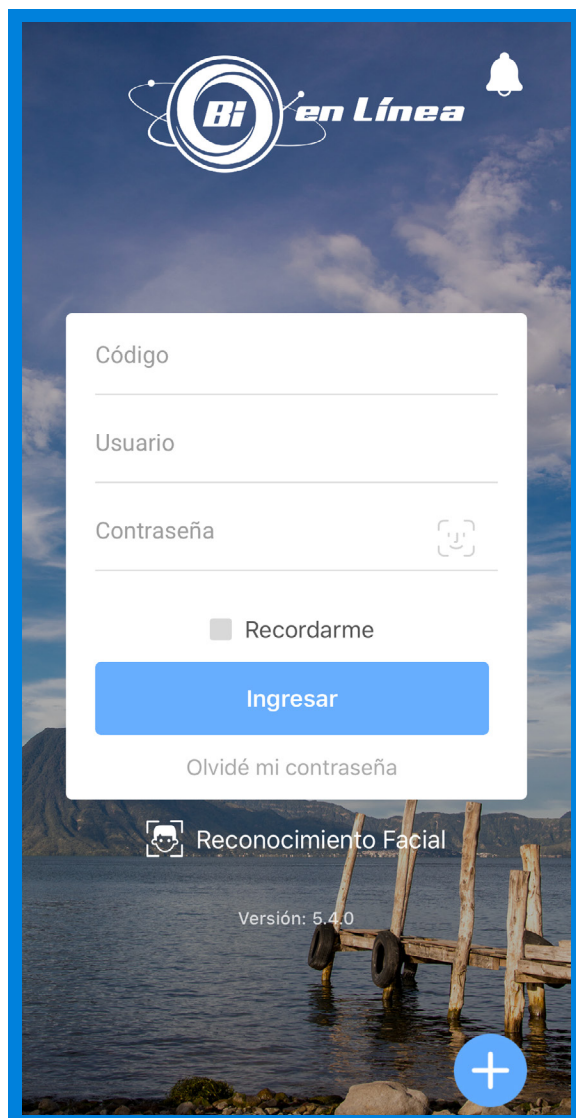 Bi en Línea
Código
Usuario
Contraseña
Recordarme
Ingresar
Olvidé mi contraseña
Reconocimiento Facial
Versión: 5.4.0